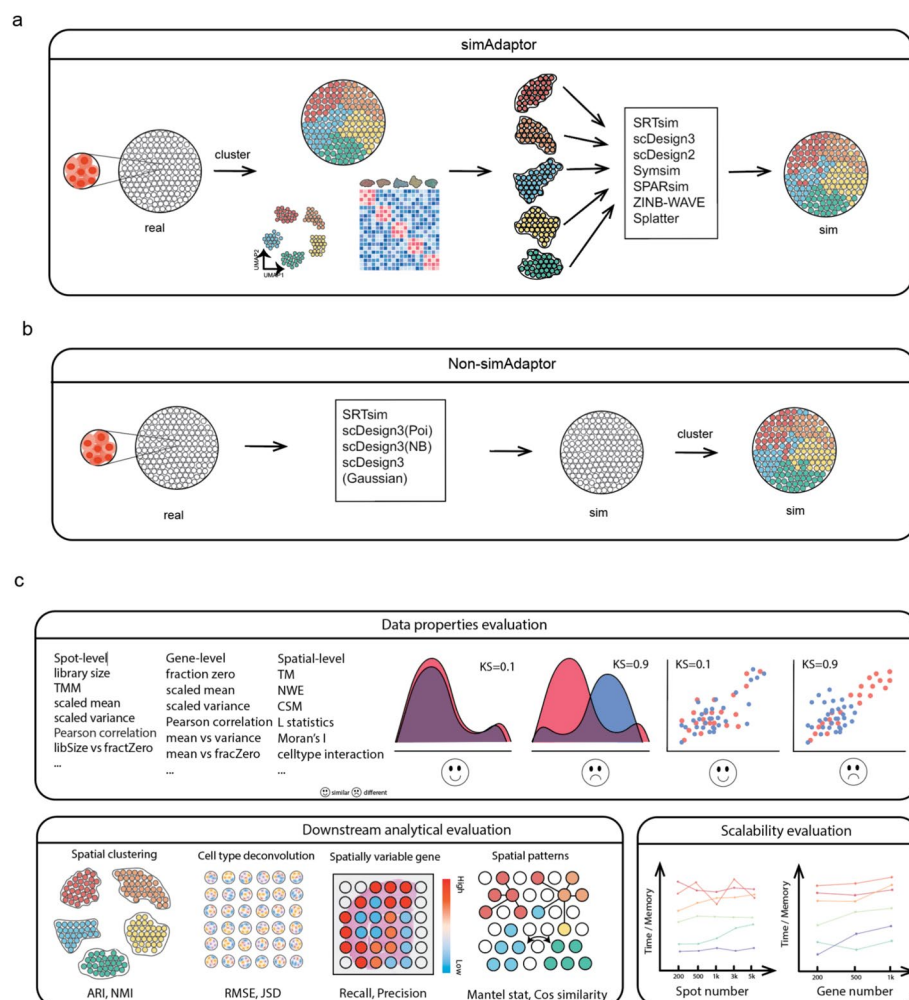 a
simAdaptor
cluster
real
UMAP2
UMAP1
SRTsim
scDesign3
scDesign2
Symsim
SPARsim
ZINB-WAVE
Splatter
sim
b
Non-simAdaptor
real
SRTsim
scDesign3(Poi)
scDesign3(NB)
scDesign3
(Gaussian)
sim
cluster
sim
c
Data properties evaluation
Spot-level
library size
TMM
scaled mean
scaled variance
Pearson correlation
libSize vs fractZero
...
Gene-level
fraction zero
scaled mean
scaled variance
Pearson correlation
mean vs variance
mean vs fracZero
...
Spatial-level
TM
NWE
CSM
L statistics
Moran's I
celltype interaction
...
KS=0.1
KS=0.9
KS=0.1
KS=0.9
similar
different
Downstream analytical evaluation
Spatial clustering
ARI, NMI
Cell type deconvolution
RMSE, JSD
Spatially variable gene
High
Low
Recall, Precision
Spatial patterns
Mantel stat, Cos similarity
Scalability evaluation
Time / Memory
200 500 1k 3k 5k
Spot number
Time / Memory
200 500 1k
Gene number